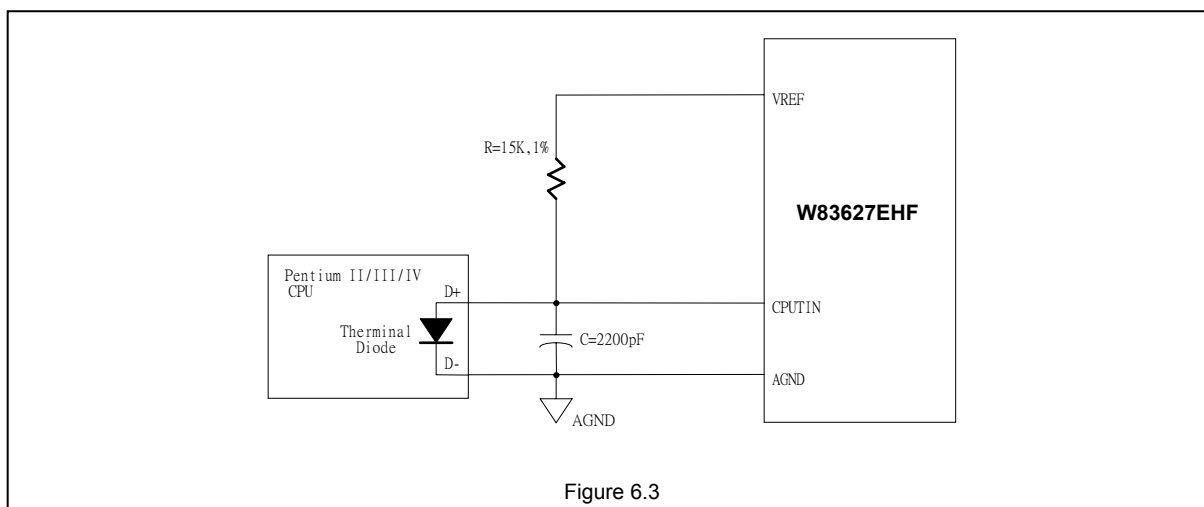 VREF
R=15K,1%
W83627EHF
Pentium II/III/IV
CPU
D+
CPUTIN
Therminal
Diode
C=2200pF
D-
AGND
AGND
Figure 6.3